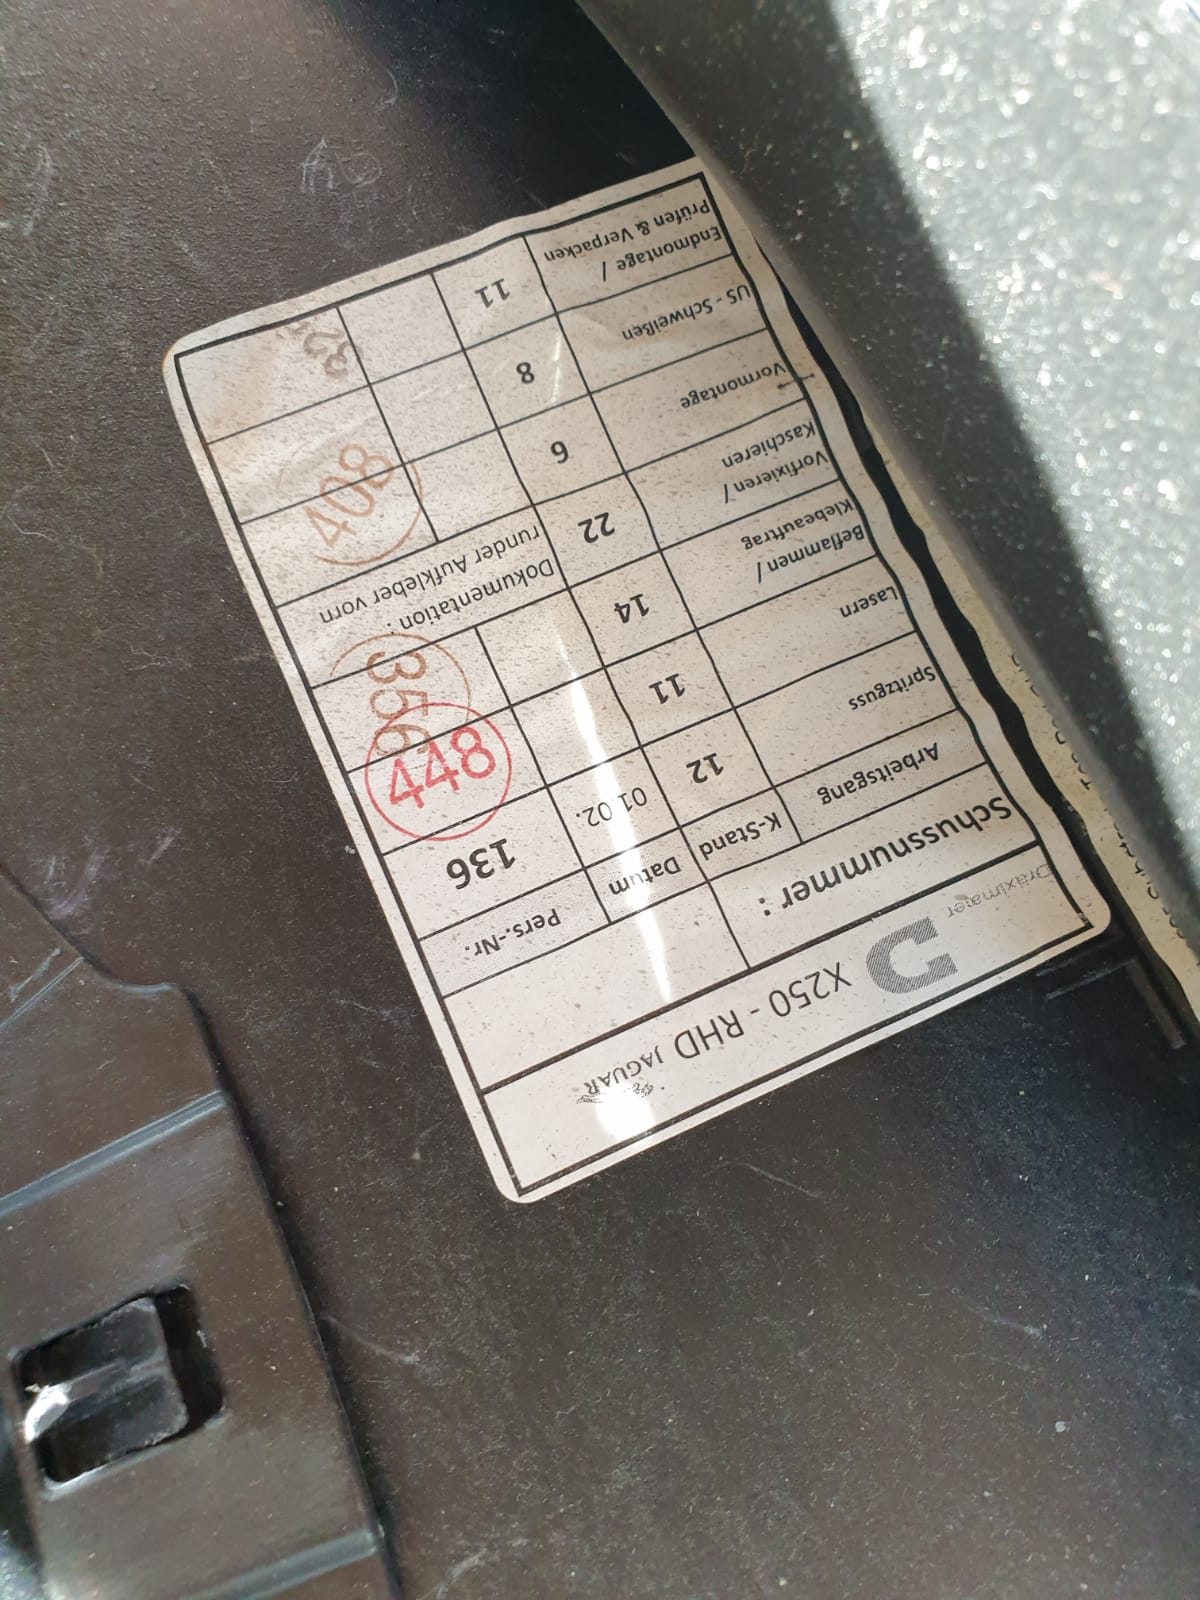 Dräxlmaier
X250 - RHD JAGUAR
Schussnummer :
Arbeitsgang K-Stand Datum Pers.-Nr.
Spritzguss 12 01 02. 136
Lasern 11
448
Beflammen /
Klebeauftrag 14
356
Vorfixieren /
Kaschieren 22 Dokumentation :
runder Aufkleber vorn
Vormontage 6
408
US - Schweißen 8
Endmontage /
Prüfen & Verpacken 11